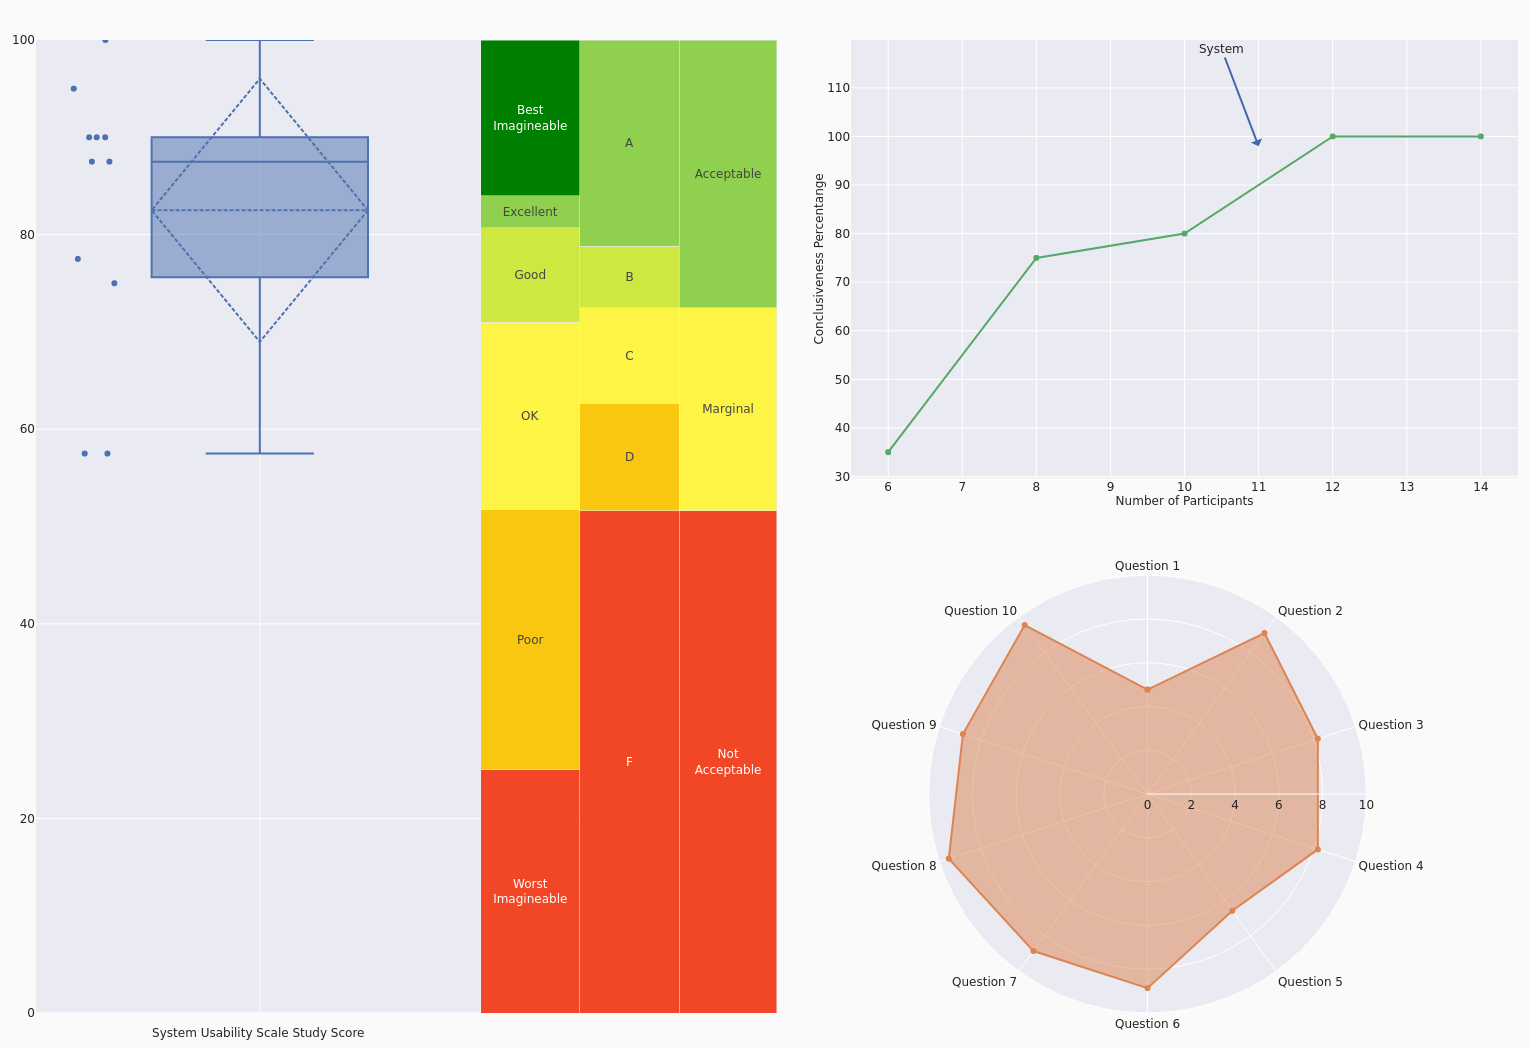 100
80
60
40
20
0
System Usability Scale Study Score
Best
Imagineable
Excellent
Good
OK
Poor
Worst
Imagineable
A
B
C
D
F
Acceptable
Marginal
Not
Acceptable
System
110
100
90
80
70
60
50
40
30
Conclusiveness Percentange
6 7 8 9 10 11 12 13 14
Number of Participants
Question 1
Question 10
Question 2
Question 9
Question 3
0 2 4 6 8 10
Question 8
Question 4
Question 7
Question 5
Question 6